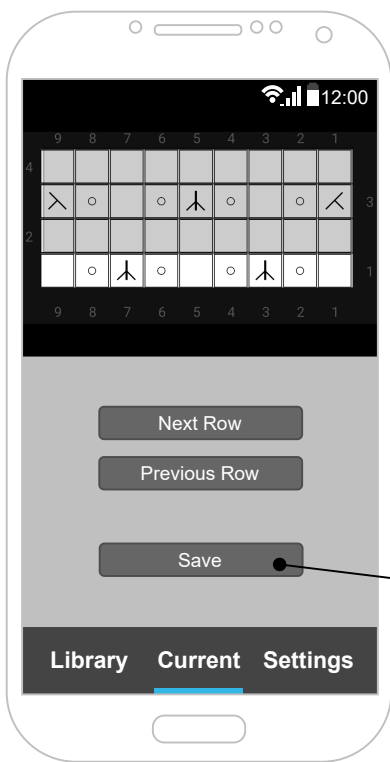 12:00
9 8 7 6 5 4 3 2 1
4
3
2
1
9 8 7 6 5 4 3 2 1
Next Row
Previous Row
Save
Library Current Settings